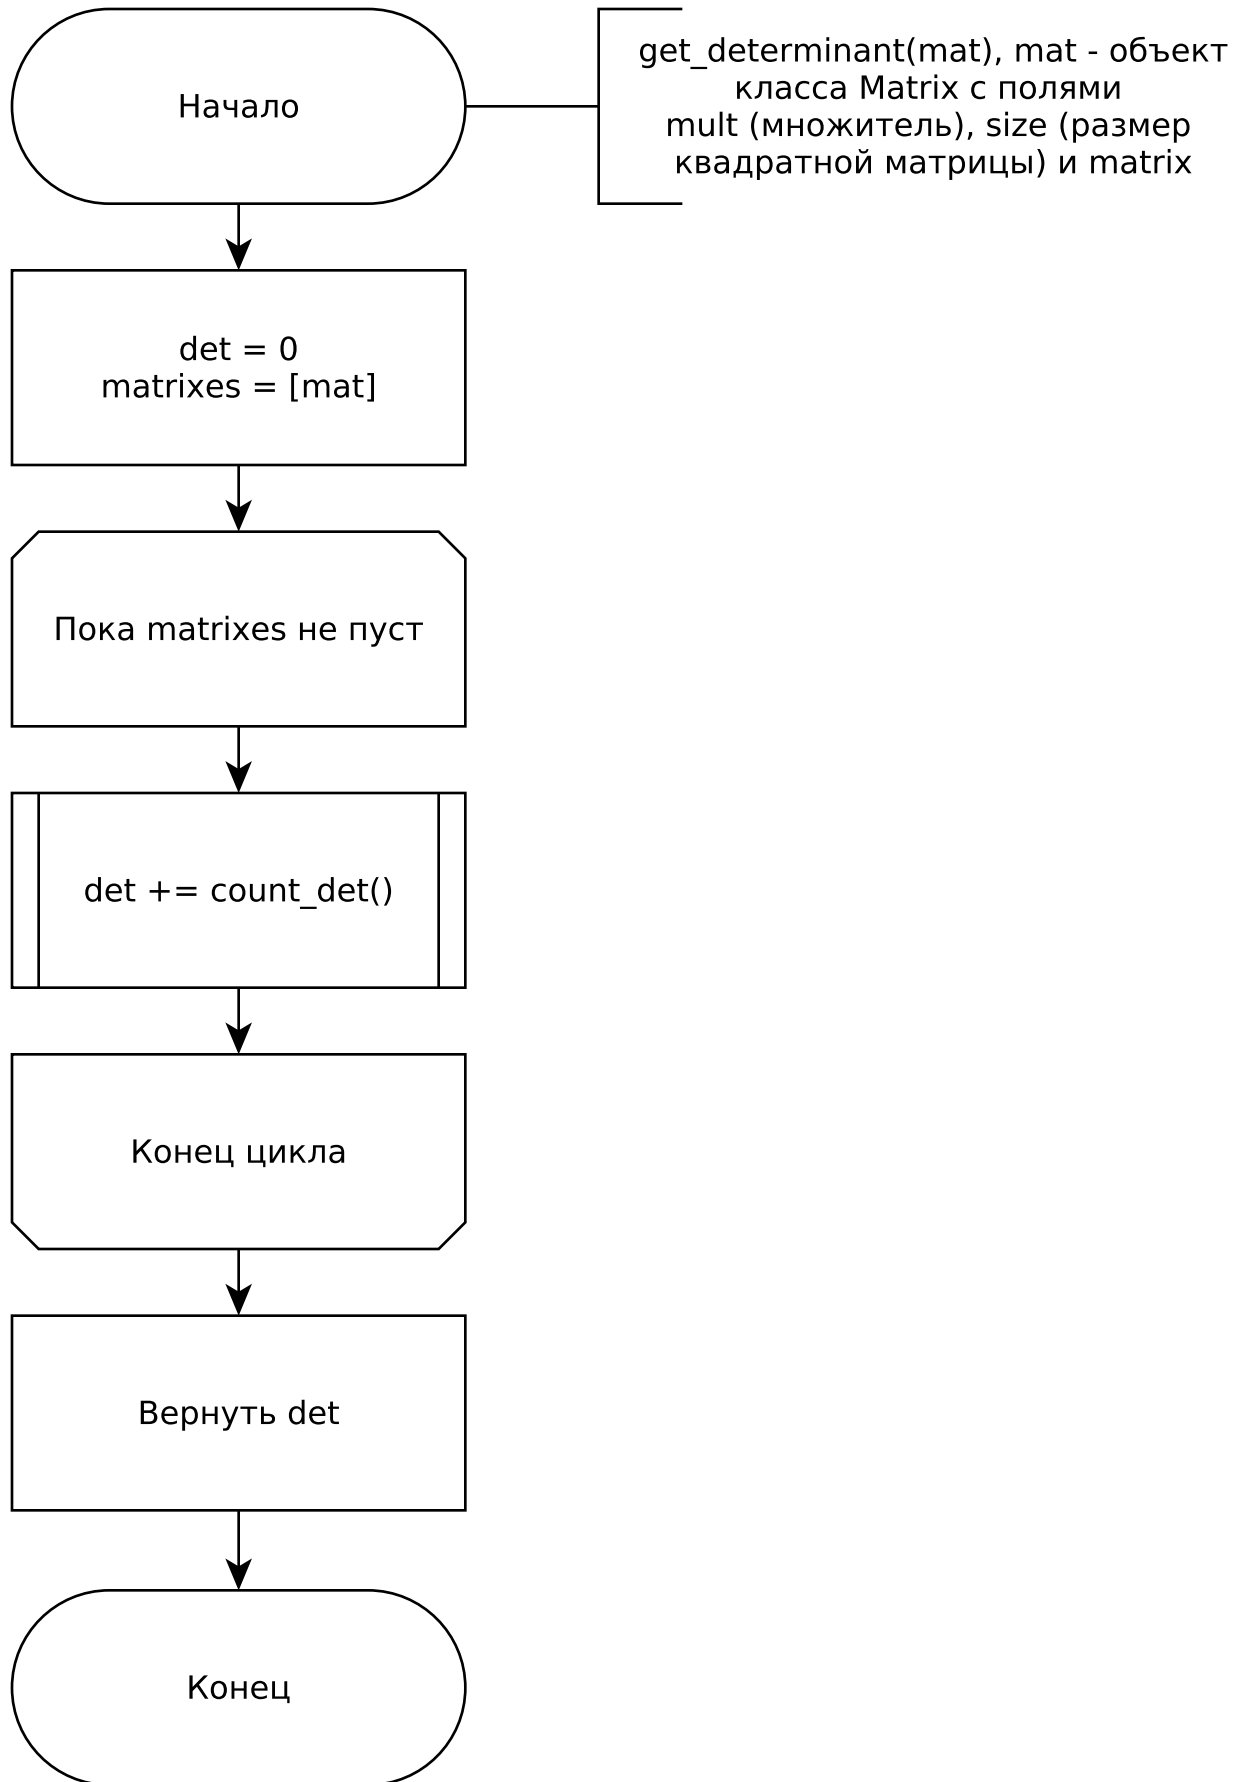 Начало
get_determinant(mat), mat - объект
класса Matrix с полями
mult (множитель), size (размер
квадратной матрицы) и matrix
det = 0
matrixes = [mat]
Пока matrixes не пуст
det += count_det()
Конец цикла
Вернуть det
Конец